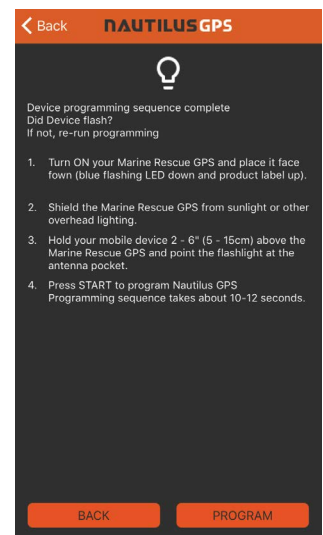 Back
NAUTILUS GPS
Device programming sequence complete
Did Device flash?
If not, re-run programming
1. Turn ON your Marine Rescue GPS and place it face
fown (blue flashing LED down and product label up).
2. Shield the Marine Rescue GPS from sunlight or other
overhead lighting.
3. Hold your mobile device 2 - 6" (5 - 15cm) above the
Marine Rescue GPS and point the flashlight at the
antenna pocket.
4. Press START to program Nautilus GPS
Programming sequence takes about 10-12 seconds.
BACK
PROGRAM